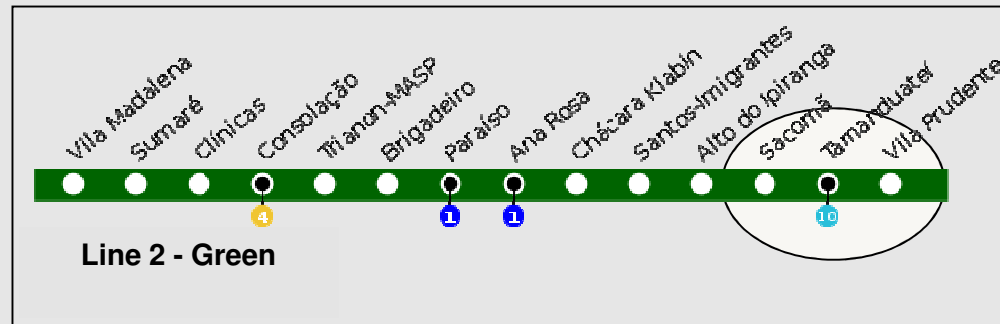 Vila Madalena
Sumaré
Clínicas
Consolação
Trianon-MASP
Brigadeiro
Paraíso
Ana Rosa
Chácara Klabin
Santos-Imigrantes
Alto do Ipiranga
Sacomã
Tamanduateí
Vila Prudente
4
1
1
10
Line 2 - Green